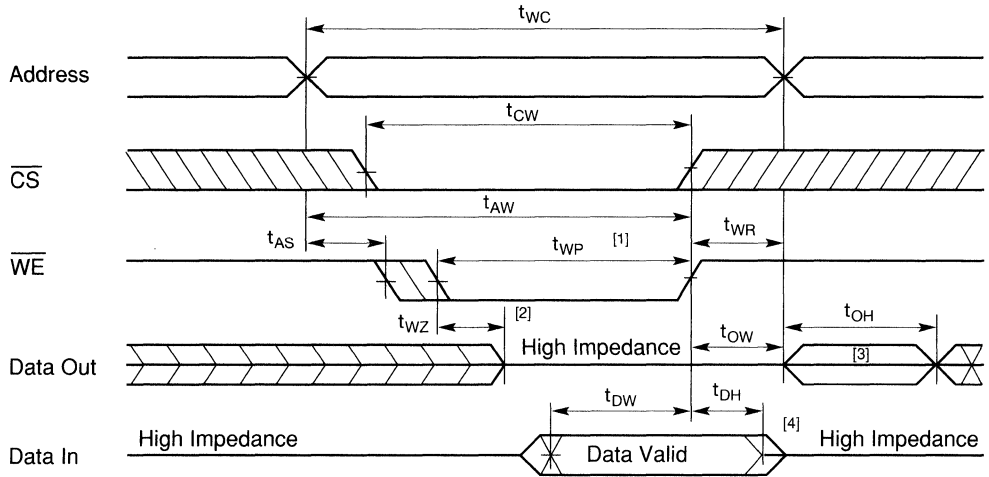 tWC
Address
tCW
CS
tAW
tAS
tWP [1]
tWR
WE
tWZ [2]
tOH
Data Out
High Impedance
tOW
[3]
tDW
tDH
[4]
Data In
High Impedance
Data Valid
High Impedance